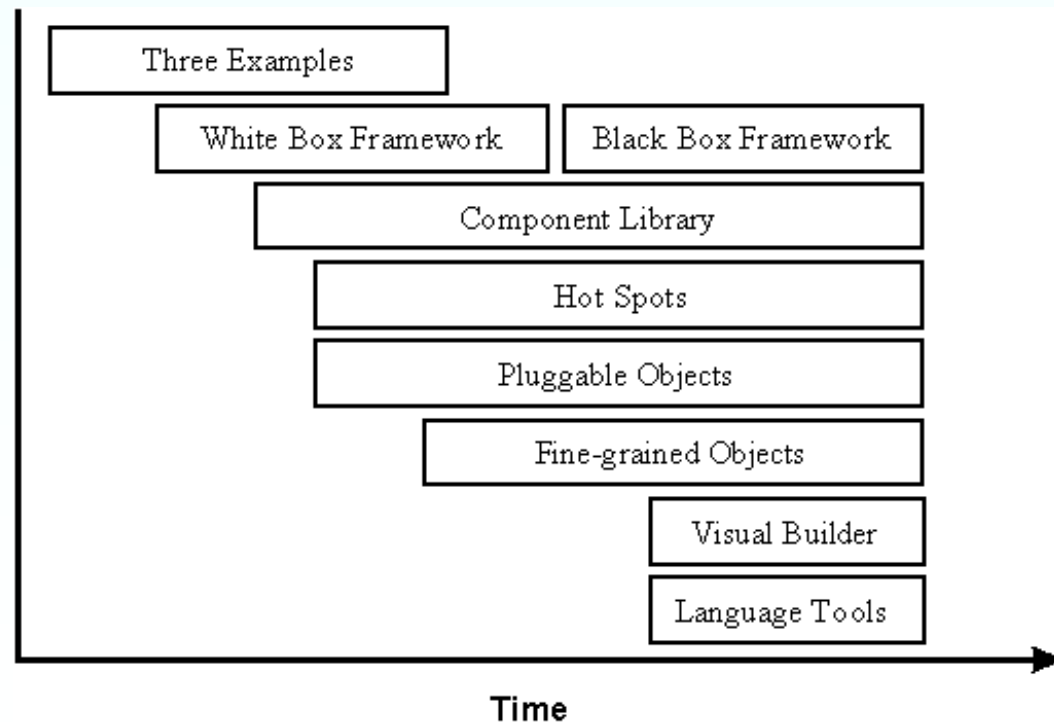 Three Examples
White Box Framework
Black Box Framework
Component Library
Hot Spots
Pluggable Objects
Fine-grained Objects
Visual Builder
Language Tools
Time